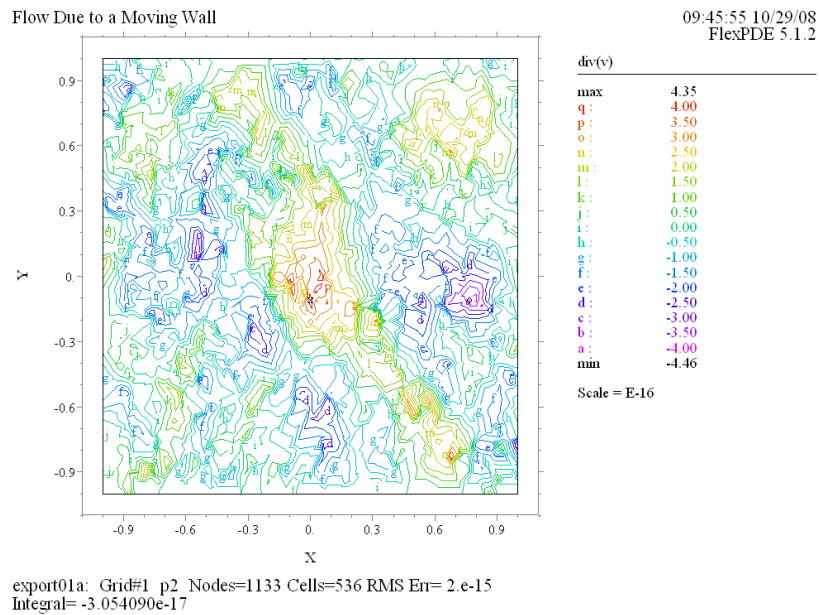 Flow Due to a Moving Wall
09:45:55 10/29/08
FlexPDE 5.1.2
div(v)
max 4.35
q : 4.00
p : 3.50
o : 3.00
n : 2.50
m : 2.00
l : 1.50
k : 1.00
j : 0.50
i : 0.00
h : -0.50
g : -1.00
f : -1.50
e : -2.00
d : -2.50
c : -3.00
b : -3.50
a : -4.00
min -4.46
Scale = E-16
0.9
0.6
0.3
0.
-0.3
-0.6
-0.9
Y
-0.9 -0.6 -0.3 0. 0.3 0.6 0.9
X
export01a: Grid#1 p2 Nodes=1133 Cells=536 RMS Err= 2.e-15
Integral= -3.054090e-17